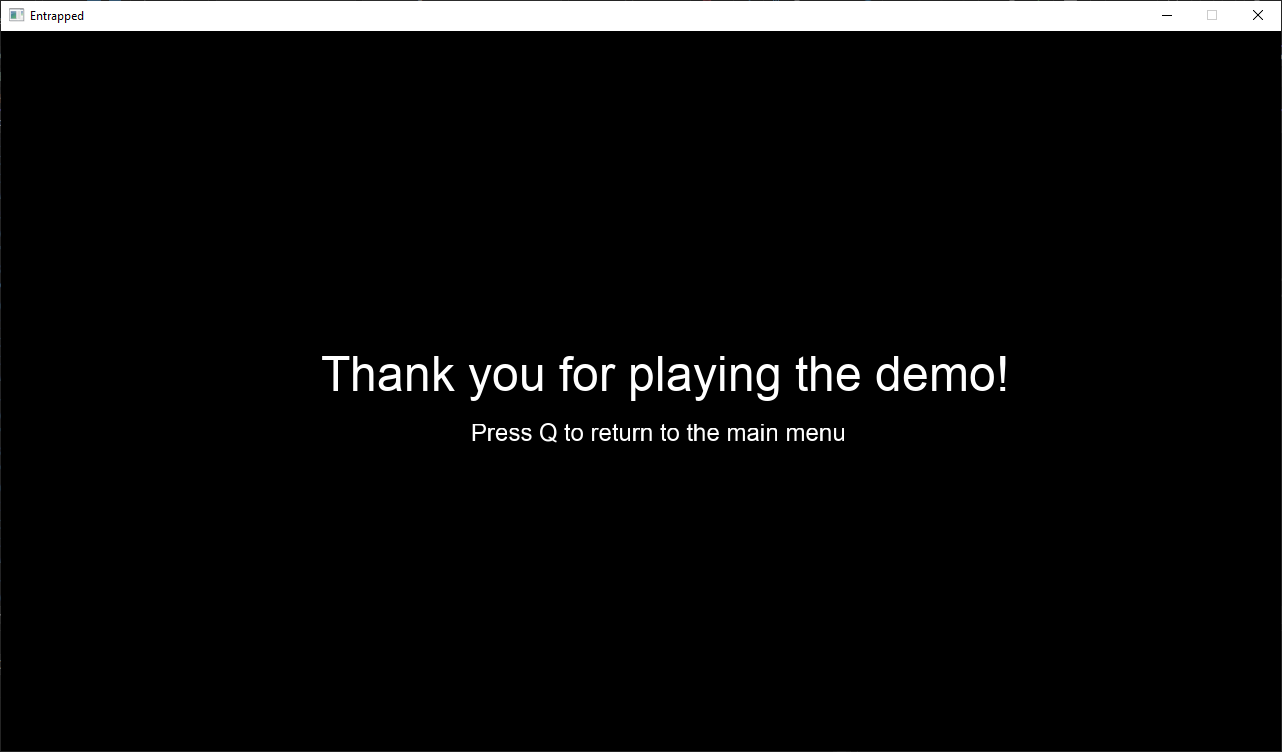 Entrapped
Thank you for playing the demo!
Press Q to return to the main menu